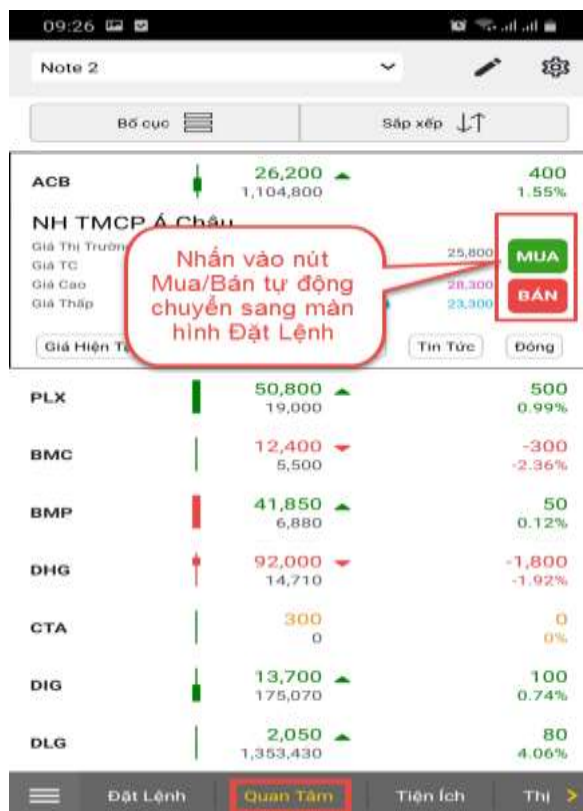 09:26
Note 2
Bố cục Sắp xếp
ACB 26,200 400
1,104,800 1.55%
NH TMCP Á Châu
Giá Thị Trường 25,800
Giá TC
Giá Cao 28,300
Giá Thấp 23,300
MUA
BÁN
Nhấn vào nút
Mua/Bán tự động
chuyển sang màn
hình Đặt Lệnh
Giá Hiện Tin Tức Đóng
PLX 50,800 500
19,000 0.99%
BMC 12,400 -300
5,500 -2.36%
BMP 41,850 50
6,880 0.12%
DHG 92,000 -1,800
14,710 -1.92%
CTA 300 0
0 0%
DIG 13,700 100
175,070 0.74%
DLG 2,050 80
1,353,430 4.06%
Đặt Lệnh Quan Tâm Tiện Ích Thị